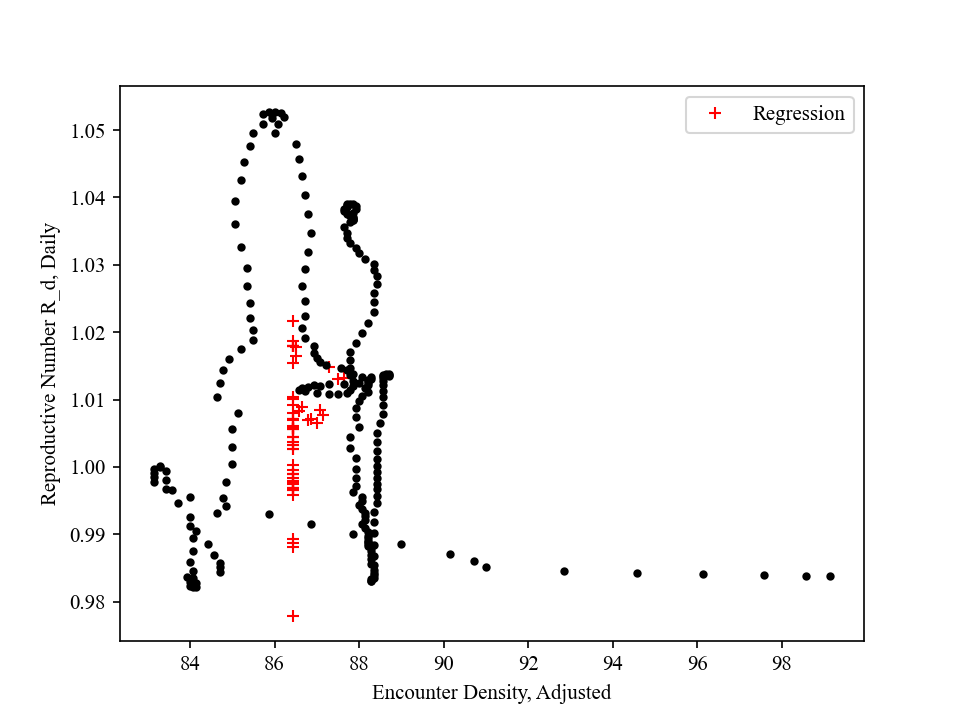 Regression
1.05
1.04
1.03
1.02
1.01
1.00
0.99
0.98
Reproductive Number R_d, Daily
84 86 88 90 92 94 96 98
Encounter Density, Adjusted